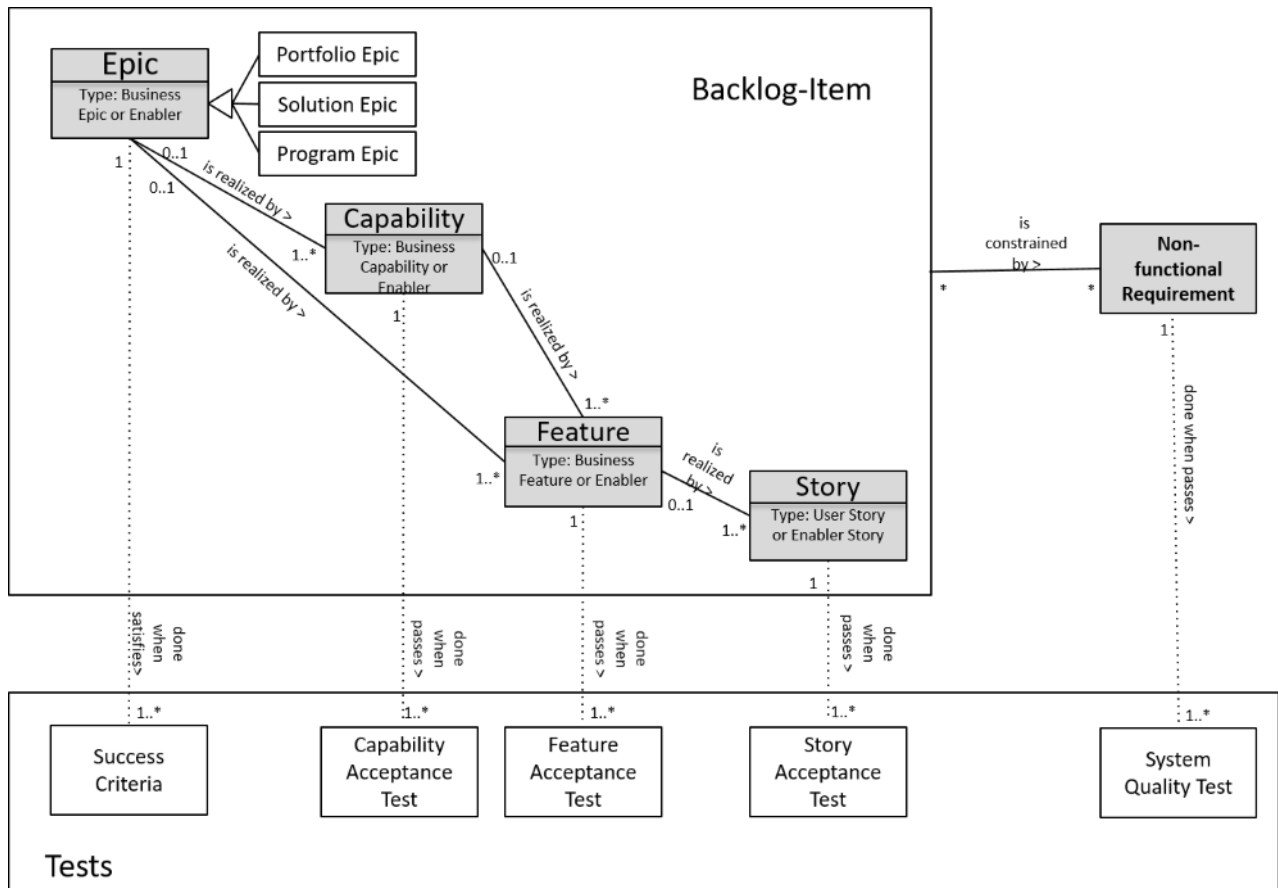 Epic
Type: Business
Epic or Enabler
Portfolio Epic
Solution Epic
Program Epic
Backlog-Item
1
0..1
0..1
is realized by >
1..*
is realized by >
Capability
Type: Business
Capability or
Enabler
0..1
1
is realized by >
1..*
is
constrained
by >
*
*
Non-
functional
Requirement
1
Feature
Type: Business
Feature or Enabler
1..*
1
is
realized
by >
0..1
1..*
Story
Type: User Story
or Enabler Story
1
done when passes >
done
when
satisfies>
done
when
passes >
done
when
passes >
done
when
passes >
1..*
1..*
1..*
1..*
1..*
Success
Criteria
Capability
Acceptance
Test
Feature
Acceptance
Test
Story
Acceptance
Test
System
Quality Test
Tests